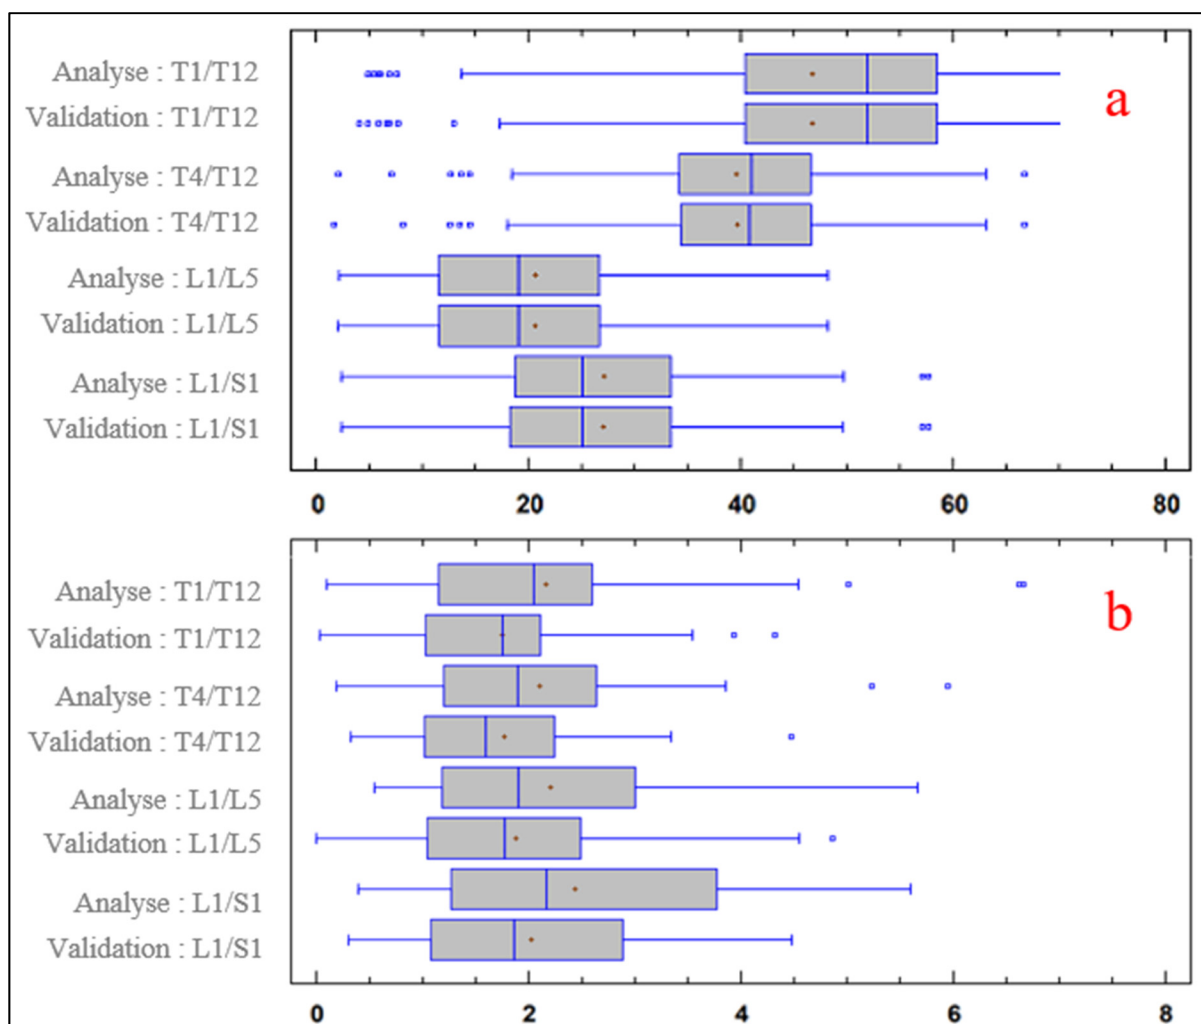 Analyse : T1/T12
a
Validation : T1/T12
Analyse : T4/T12
Validation : T4/T12
Analyse : L1/L5
Validation : L1/L5
Analyse : L1/S1
Validation : L1/S1
0 20 40 60 80
Analyse : T1/T12
b
Validation : T1/T12
Analyse : T4/T12
Validation : T4/T12
Analyse : L1/L5
Validation : L1/L5
Analyse : L1/S1
Validation : L1/S1
0 2 4 6 8